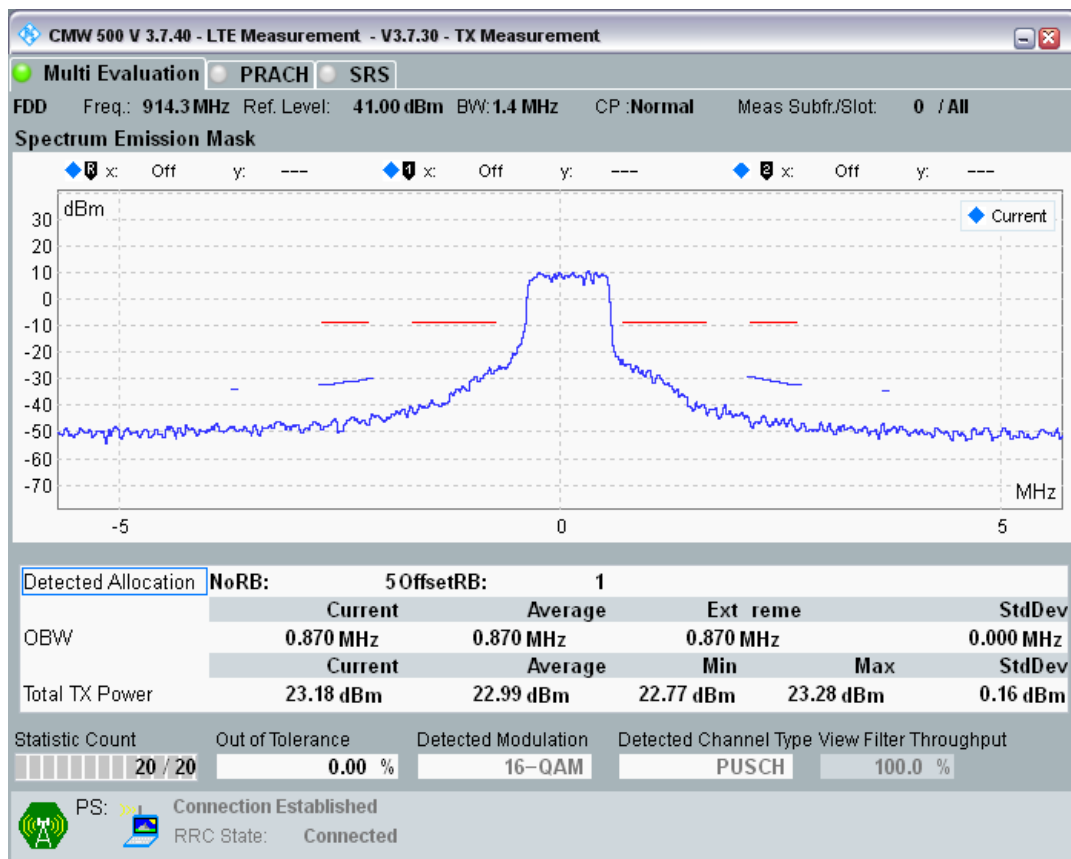 CMW 500 V 3.7.40 - LTE Measurement - V3.7.30 - TX Measurement
Multi Evaluation PRACH SRS
FDD Freq.: 914.3 MHz Ref. Level: 41.00 dBm BW: 1.4 MHz CP :Normal Meas Subfr./Slot: 0 / All
Spectrum Emission Mask
R x: Off y: --- 1 x: Off y: --- 2 x: Off y: ---
dBm
Current
30
20
10
0
-10
-20
-30
-40
-50
-60
-70
MHz
-5 0 5
Detected Allocation NoRB: 5 OffsetRB: 1
Current Average Ext reme StdDev
OBW 0.870 MHz 0.870 MHz 0.870 MHz 0.000 MHz
Current Average Min Max StdDev
Total TX Power 23.18 dBm 22.99 dBm 22.77 dBm 23.28 dBm 0.16 dBm
Statistic Count Out of Tolerance Detected Modulation Detected Channel Type View Filter Throughput
20 / 20 0.00 % 16-QAM PUSCH 100.0 %
PS: Connection Established
RRC State: Connected